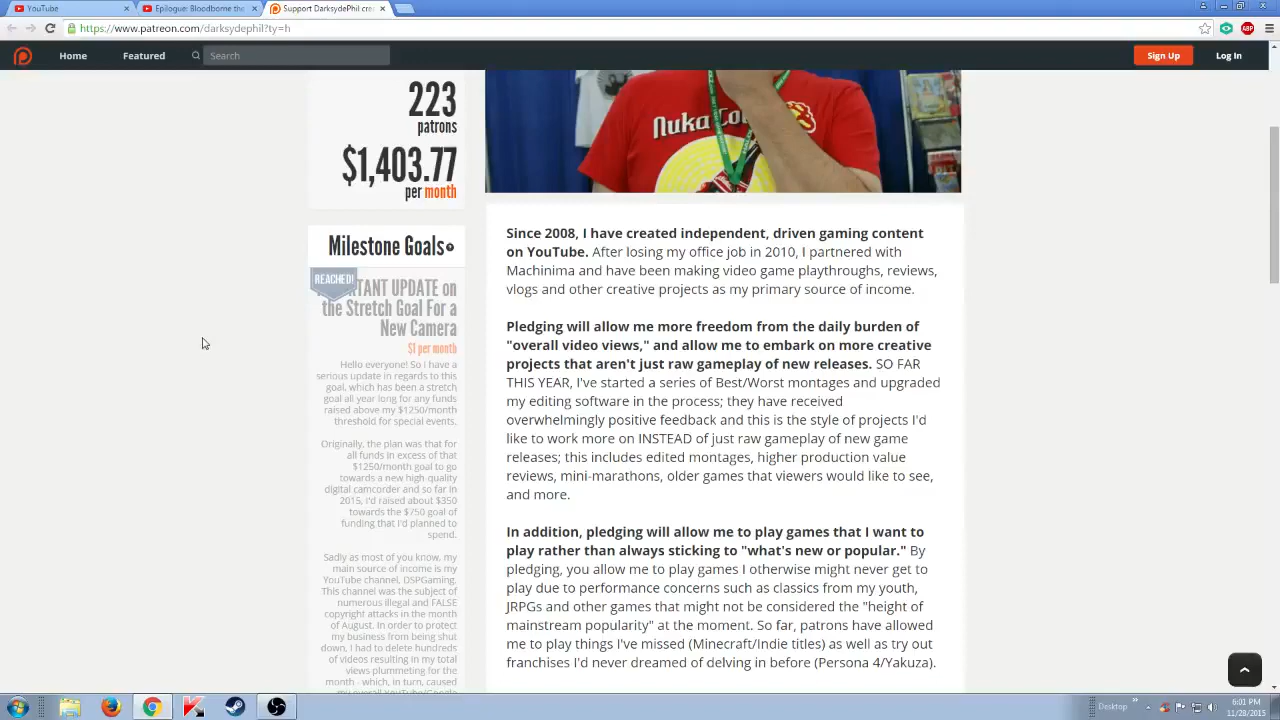 YouTube
Epilogue: Bloodborne the
Support DarksydePhil crea
https://www.patreon.com/darksydephil?ty=h
ABP
Home
Featured
Search
Sign Up
Log In
223
patrons
$1,403.77
per month
Milestone Goals
REACHED!
TANT UPDATE on
the Stretch Goal For a
New Camera
$1 per month
Hello everyone! So I have a
serious update in regards to this
goal, which has been a stretch
goal all year long for any funds
raised above my $1250/month
threshold for special events.
Originally, the plan was that for
all funds in excess of that
$1250/month goal to go
towards a new high-quality
digital camcorder and so far in
2015, I'd raised about $350
towards the $750 goal of
funding that I'd planned to
spend.
Sadly as most of you know, my
main source of income is my
YouTube channel, DSPGaming.
This channel was the subject of
numerous illegal and FALSE
copyright attacks in the month
of August. In order to protect
my business from being shut
down, I had to delete hundreds
of videos resulting in my total
views plummeting for the
month - which, in turn, caused
my overall YouTube/Google
Nuka Co
Since 2008, I have created independent, driven gaming content
on YouTube. After losing my office job in 2010, I partnered with
Machinima and have been making video game playthroughs, reviews,
vlogs and other creative projects as my primary source of income.
Pledging will allow me more freedom from the daily burden of
"overall video views," and allow me to embark on more creative
projects that aren't just raw gameplay of new releases. SO FAR
THIS YEAR, I've started a series of Best/Worst montages and upgraded
my editing software in the process; they have received
overwhelmingly positive feedback and this is the style of projects I'd
like to work more on INSTEAD of just raw gameplay of new game
releases; this includes edited montages, higher production value
reviews, mini-marathons, older games that viewers would like to see,
and more.
In addition, pledging will allow me to play games that I want to
play rather than always sticking to "what's new or popular." By
pledging, you allow me to play games I otherwise might never get to
play due to performance concerns such as classics from my youth,
JRPGs and other games that might not be considered the "height of
mainstream popularity" at the moment. So far, patrons have allowed
me to play things I've missed (Minecraft/Indie titles) as well as try out
franchises I'd never dreamed of delving in before (Persona 4/Yakuza).
Desktop
6:01 PM
11/28/2015